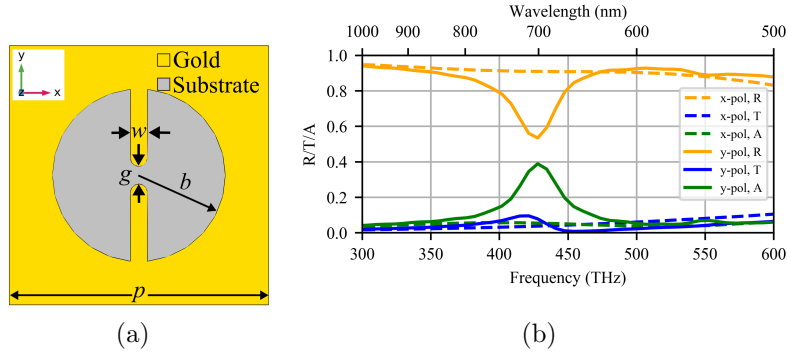 y
z
x
Gold
Substrate
w
g
b
p
(a)
Wavelength (nm)
1000 900 800 700 600 500
1.0
0.8
0.6
0.4
0.2
0.0
R/T/A
x-pol, R
x-pol, T
x-pol, A
y-pol, R
y-pol, T
y-pol, A
300 350 400 450 500 550 600
Frequency (THz)
(b)